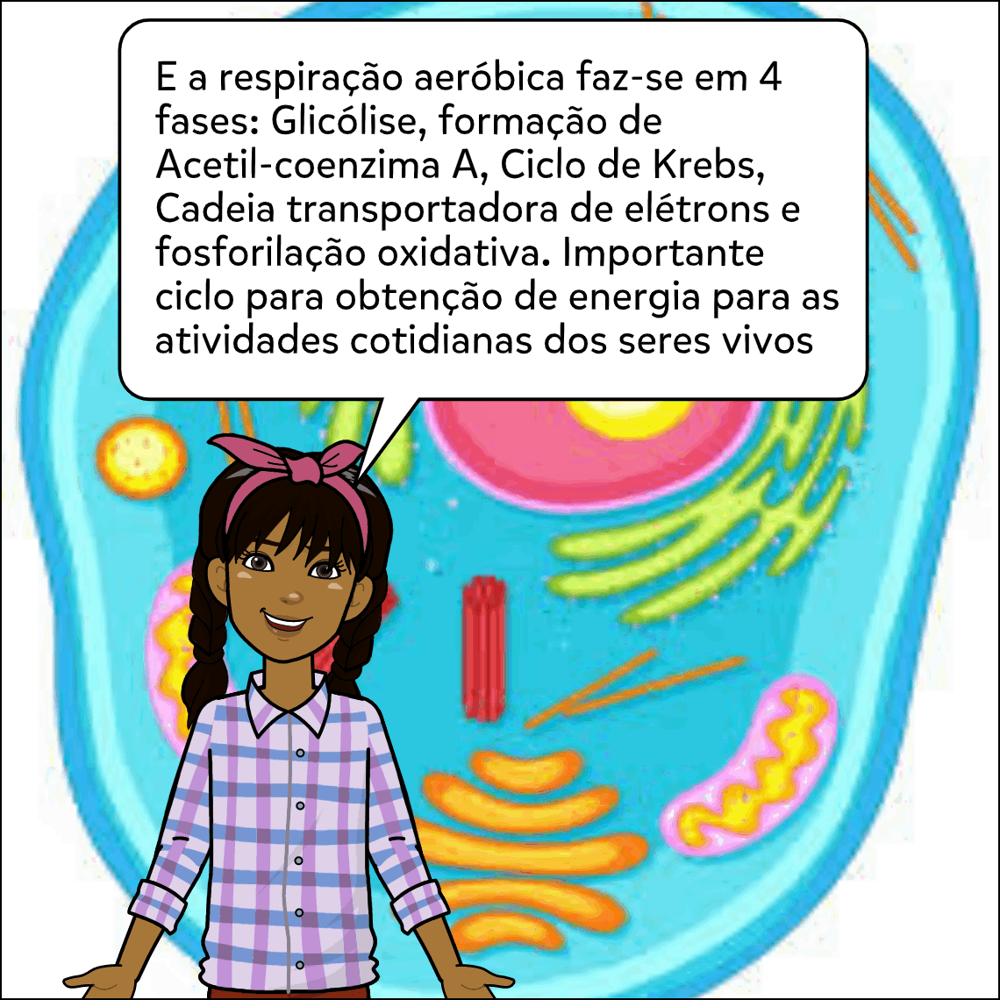 E a respiração aeróbica faz-se em 4
fases: Glicólise, formação de
Acetil-coenzima A, Ciclo de Krebs,
Cadeia transportadora de elétrons e
fosforilação oxidativa. Importante
ciclo para obtenção de energia para as
atividades cotidianas dos seres vivos